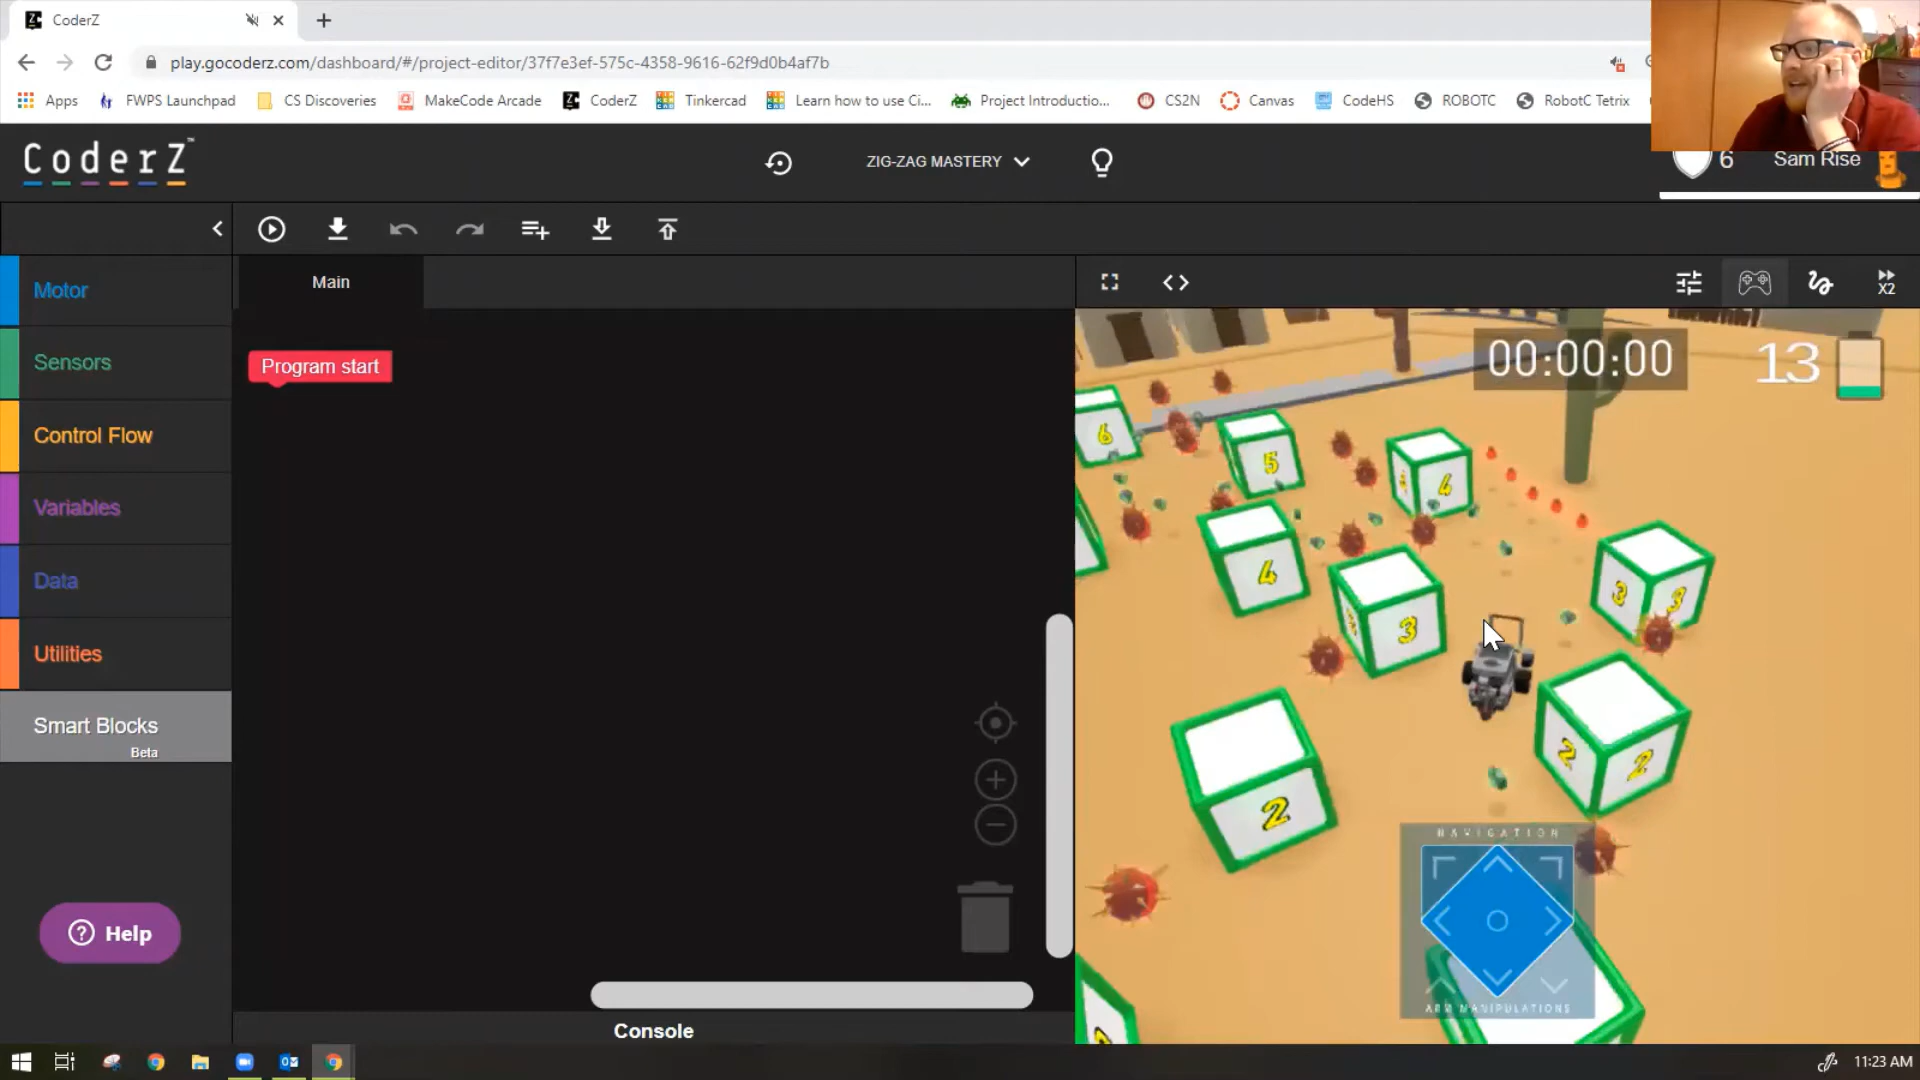 CoderZ
play.gocoderz.com/dashboard/#/project-editor/37f7e3ef-575c-4358-9616-62f9d0b4af7b
Apps FWPS Launchpad CS Discoveries MakeCode Arcade CoderZ Tinkercad Learn how to use Ci... Project Introductio... CS2N Canvas CodeHS ROBOTC RobotC Tetrix
CoderZ™
ZIG-ZAG MASTERY
6 Sam Rise
Main
X2
Motor
Sensors
Control Flow
Variables
Data
Utilities
Smart Blocks
Beta
Help
Program start
00:00:00 13
6
5
4
4
3
3 3
2 2
2
NAVIGATION
ARM MANIPULATIONS
Console
11:23 AM